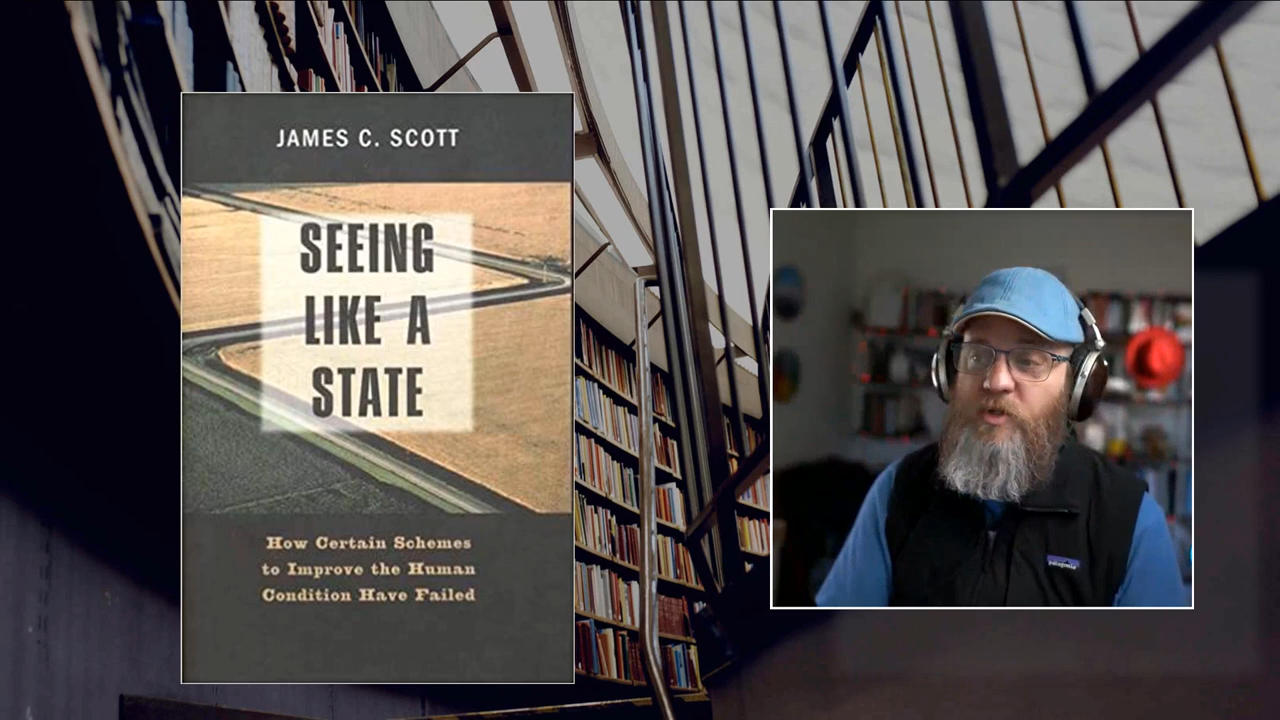 JAMES C. SCOTT
SEEING
LIKE A
STATE
How Certain Schemes
to Improve the Human
Condition Have Failed
patagonia